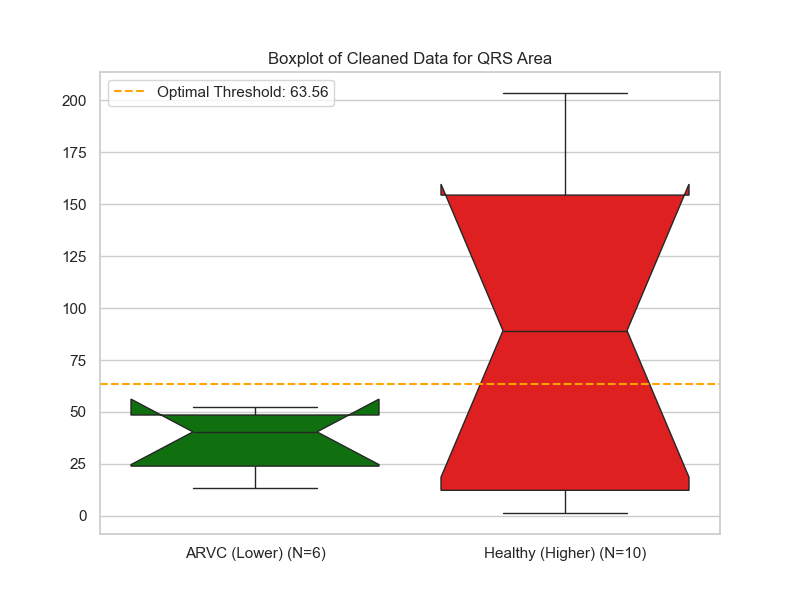 Boxplot of Cleaned Data for QRS Area
Optimal Threshold: 63.56
200
175
150
125
100
75
50
25
0
ARVC (Lower) (N=6)
Healthy (Higher) (N=10)